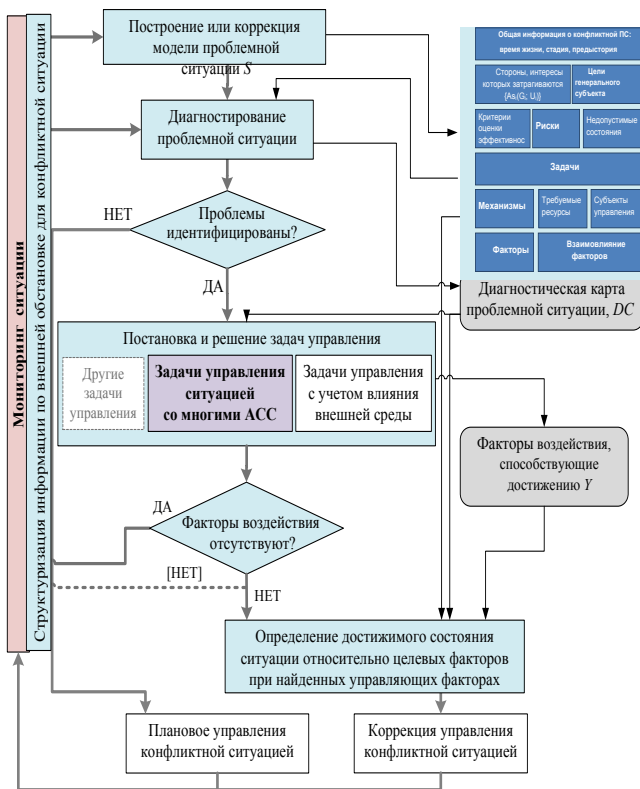 Мониторинг ситуации
Структуризация информации по внешней обстановке для конфликтной ситуации
Построение или коррекция
модели проблемной
ситуации S
Диагностирование
проблемной ситуации
НЕТ
Проблемы
идентифицированы?
ДА
Общая информация о конфликтной ПС:
время жизни, стадия, предыстория
Стороны, интересы
которых затрагиваются
{As(G; U)}
Цели
генерального
субъекта
Критерии
оценки
эффективнос
Риски
Недопустимые
состояния
Задачи
Механизмы
Требуемые
ресурсы
Субъекты
управления
Факторы
Взаимовлияние
факторов
Диагностическая карта
проблемной ситуации, DC
Постановка и решение задач управления
Другие
задачи
управления
Задачи управления
ситуацией
со многими АСС
Задачи управления
с учетом влияния
внешней среды
Факторы воздействия,
способствующие
достижению Y
ДА
Факторы воздействия
отсутствуют?
[НЕТ]
НЕТ
Определение достижимого состояния
ситуации относительно целевых факторов
при найденных управляющих факторах
Плановое управления
конфликтной ситуацией
Коррекция управления
конфликтной ситуацией